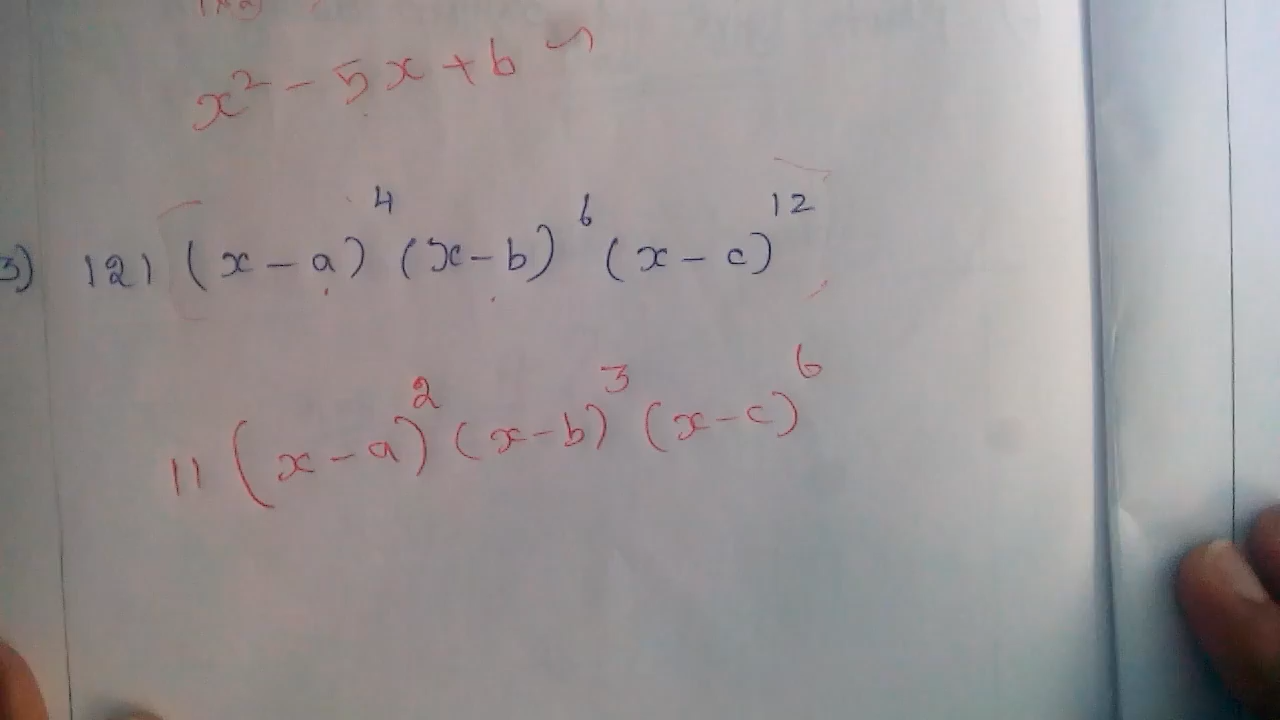 x² - 5x + 6
3) 121 (x - a)⁴ (x - b)⁶ (x - c)¹²
11 (x - a)² (x - b)³ (x - c)⁶